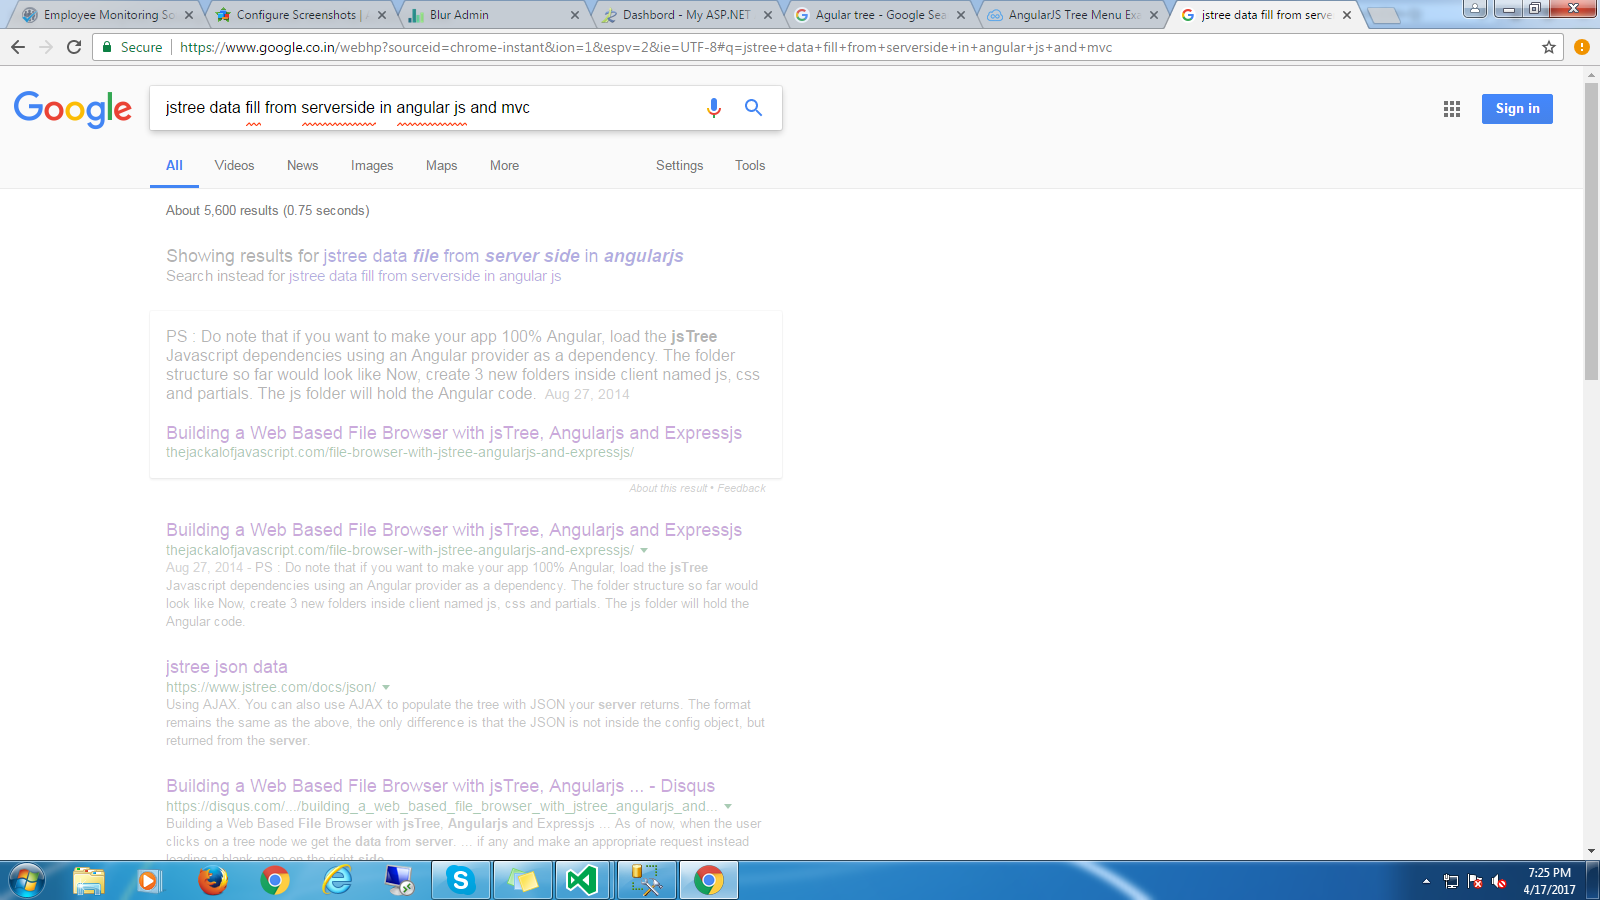 Employee Monitoring So
Configure Screenshots | A
Blur Admin
Dashbord - My ASP.NET
Agular tree - Google Sea
AngularJS Tree Menu Exa
jstree data fill from serve
Secure
https://www.google.co.in/webhp?sourceid=chrome-instant&ion=1&espv=2&ie=UTF-8#q=jstree+data+fill+from+serverside+in+angular+js+and+mvc
Google
jstree data fill from serverside in angular js and mvc
Sign in
All Videos News Images Maps More Settings Tools
About 5,600 results (0.75 seconds)
Showing results for jstree data file from server side in angularjs
Search instead for jstree data fill from serverside in angular js
PS : Do note that if you want to make your app 100% Angular, load the jsTree
Javascript dependencies using an Angular provider as a dependency. The folder
structure so far would look like Now, create 3 new folders inside client named js, css
and partials. The js folder will hold the Angular code. Aug 27, 2014
Building a Web Based File Browser with jsTree, Angularjs and Expressjs
thejackalofjavascript.com/file-browser-with-jstree-angularjs-and-expressjs/
About this result • Feedback
Building a Web Based File Browser with jsTree, Angularjs and Expressjs
thejackalofjavascript.com/file-browser-with-jstree-angularjs-and-expressjs/
Aug 27, 2014 - PS : Do note that if you want to make your app 100% Angular, load the jsTree
Javascript dependencies using an Angular provider as a dependency. The folder structure so far would
look like Now, create 3 new folders inside client named js, css and partials. The js folder will hold the
Angular code.
jstree json data
https://www.jstree.com/docs/json/
Using AJAX. You can also use AJAX to populate the tree with JSON your server returns. The format
remains the same as the above, the only difference is that the JSON is not inside the config object, but
returned from the server.
Building a Web Based File Browser with jsTree, Angularjs ... - Disqus
https://disqus.com/.../building_a_web_based_file_browser_with_jstree_angularjs_and...
Building a Web Based File Browser with jsTree, Angularjs and Expressjs ... As of now, when the user
clicks on a tree node we get the data from server. ... if any and make an appropriate request instead
loading a blank page on the right side
7:25 PM
4/17/2017